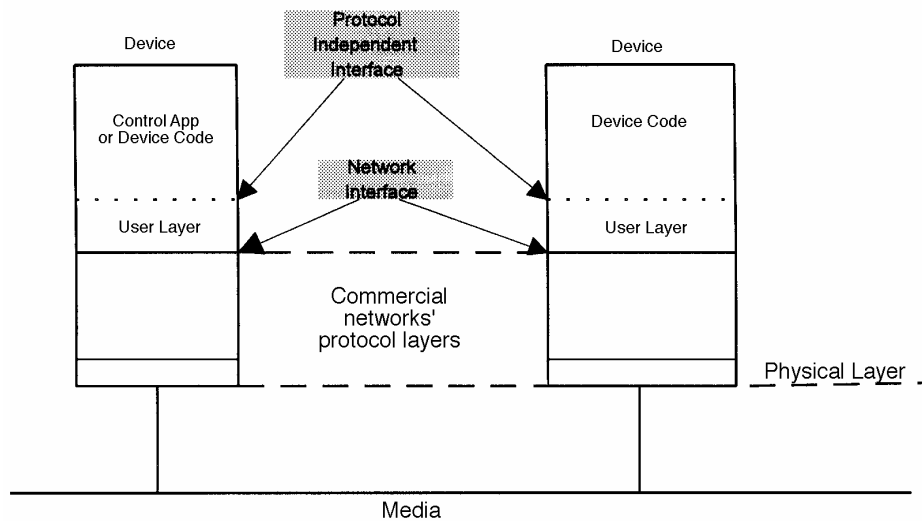 Protocol
Independent
Interface
Device
Device
Control App
or Device Code
Device Code
Network
Interface
User Layer
User Layer
Commercial
networks'
protocol layers
Physical Layer
Media